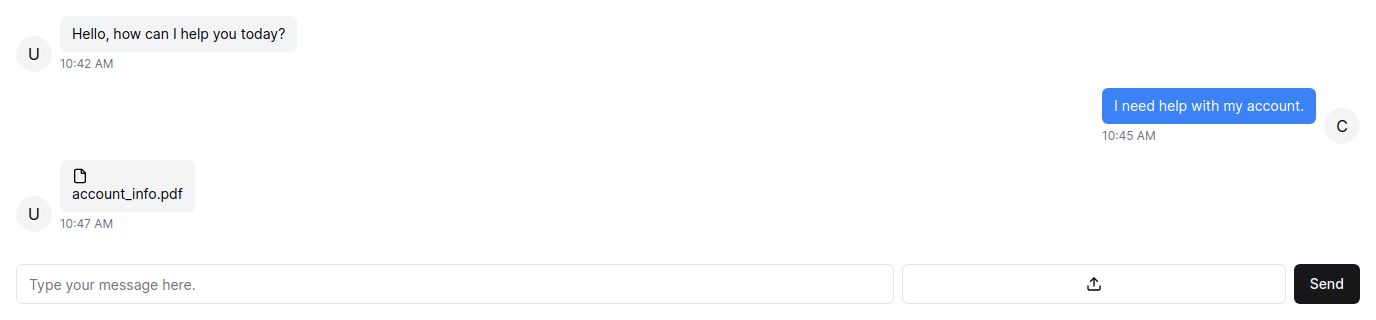 Hello, how can I help you today?
U
10:42 AM
I need help with my account.
C
10:45 AM
account_info.pdf
U
10:47 AM
Type your message here.
Send